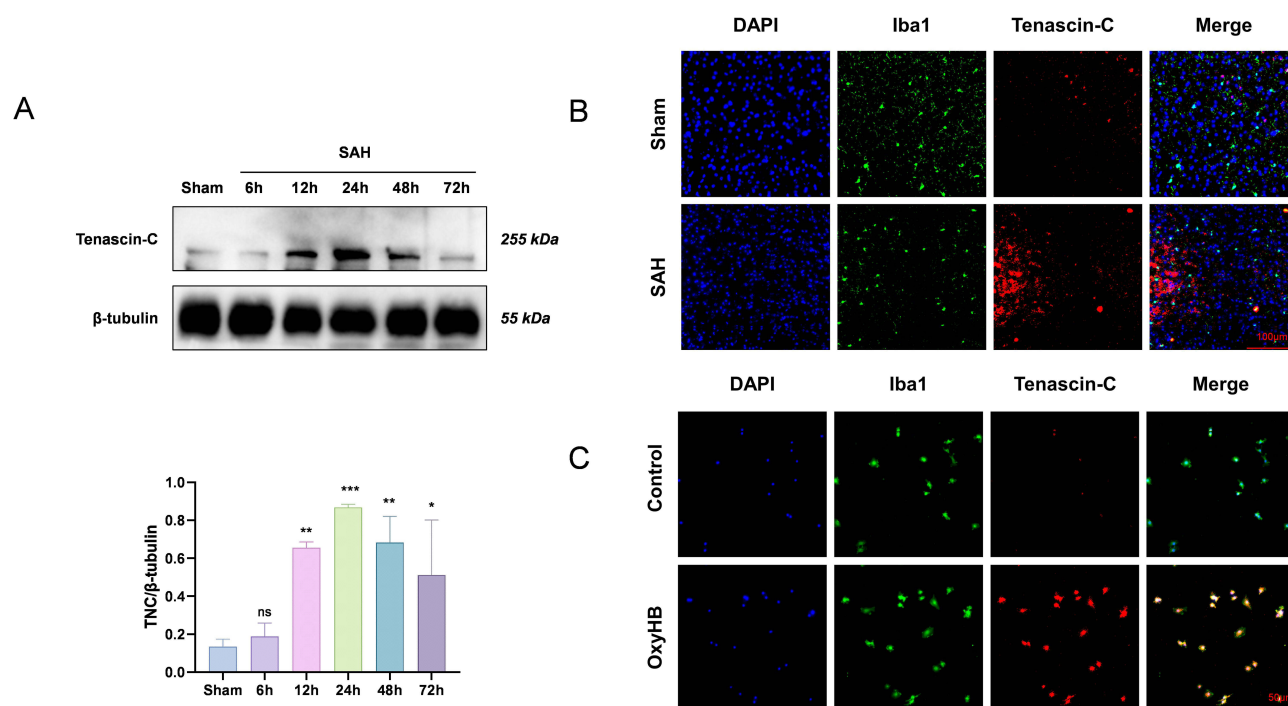 A
SAH
Sham 6h 12h 24h 48h 72h
Tenascin-C 255 kDa
β-tubulin 55 kDa
TNC/β-tubulin
1.0
0.8
0.6
0.4
0.2
0.0
ns ** *** ** *
Sham 6h 12h 24h 48h 72h
B
DAPI Iba1 Tenascin-C Merge
Sham
SAH
100μm
C
DAPI Iba1 Tenascin-C Merge
Control
OxyHB
50μm